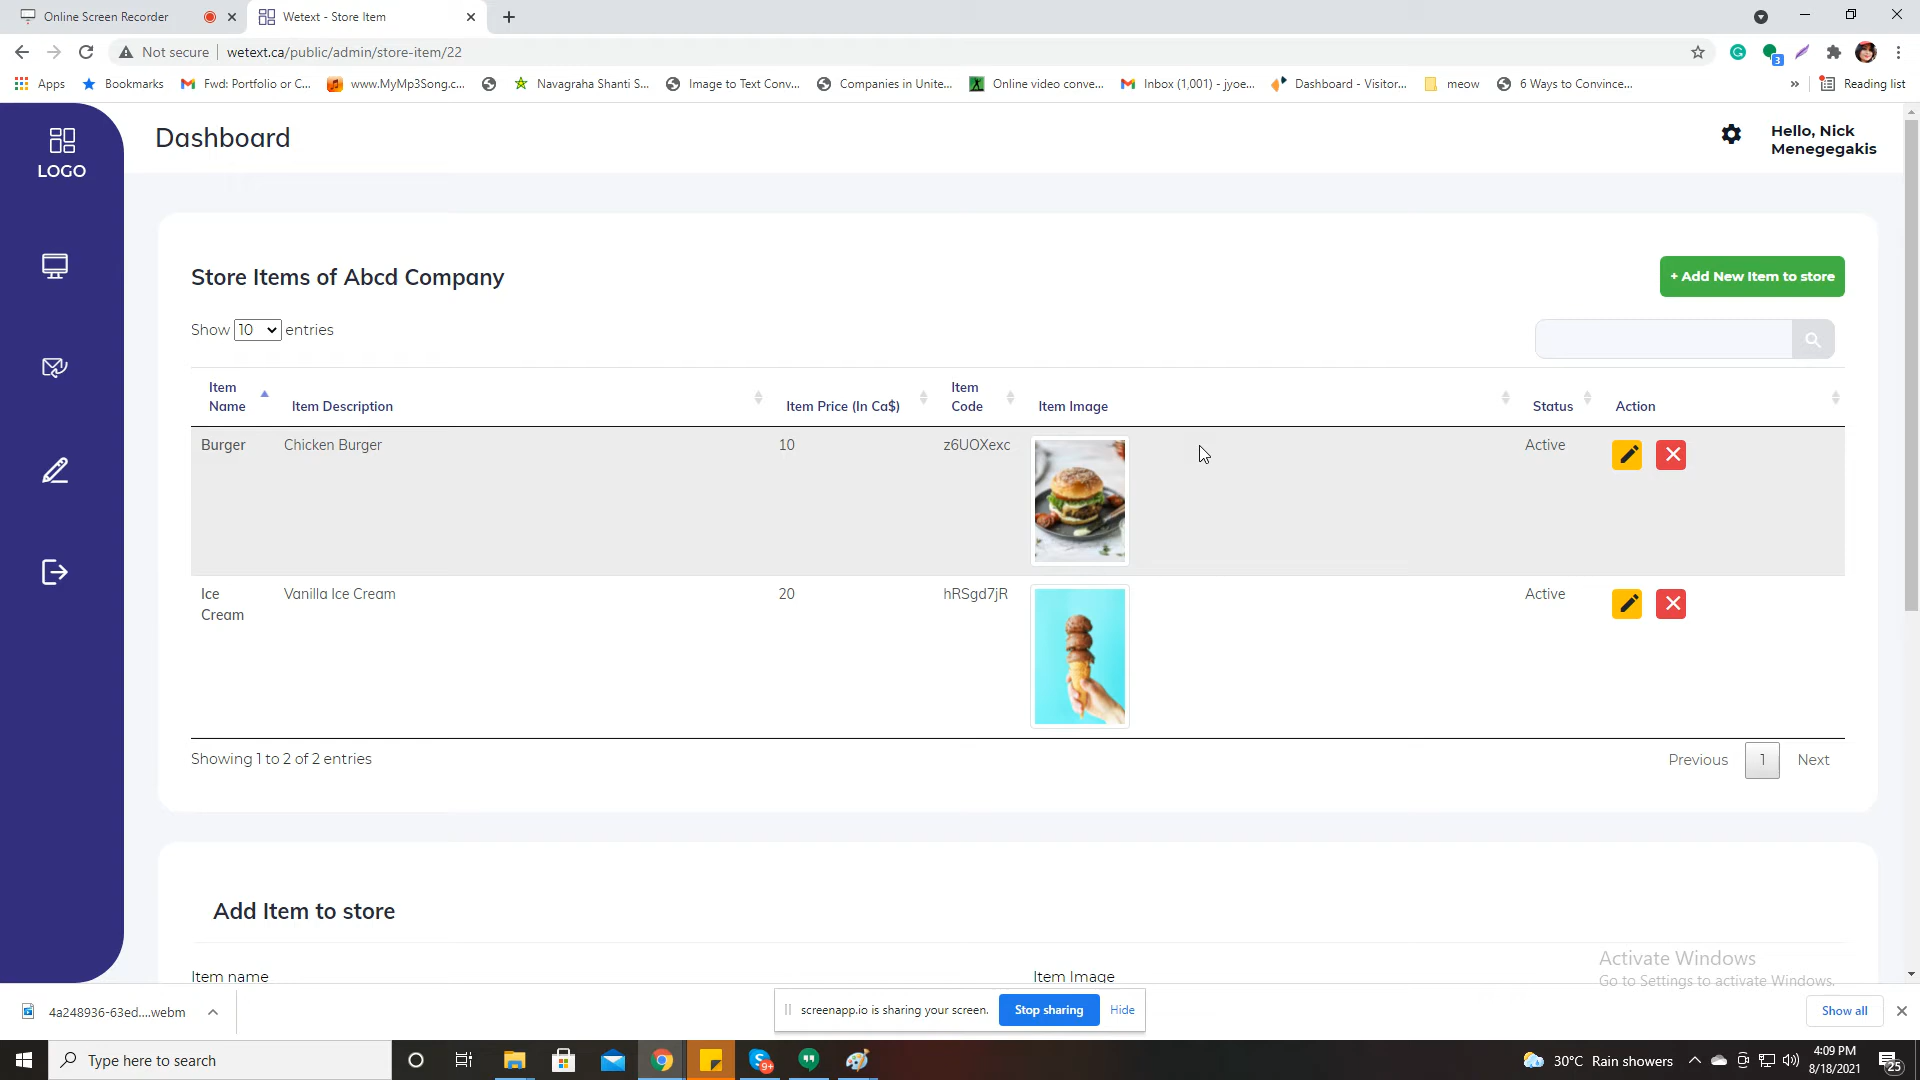 Online Screen Recorder
Wetext - Store Item
Not secure
wetext.ca/public/admin/store-item/22
3
Apps
Bookmarks
Fwd: Portfolio or C...
www.MyMp3Song.c...
Navagraha Shanti S...
Image to Text Conv...
Companies in Unite...
Online video conve...
Inbox (1,001) - jyoe...
Dashboard - Visitor...
meow
6 Ways to Convince...
»
Reading list
LOGO
Dashboard
Hello, Nick
Menegegakis
Store Items of Abcd Company
+ Add New Item to store
Show 10 entries
Item Name
Item Description
Item Price (In Ca$)
Item Code
Item Image
Status
Action
Burger
Chicken Burger
10
z6UOXexc
Active
Ice Cream
Vanilla Ice Cream
20
hRSgd7jR
Active
Showing 1 to 2 of 2 entries
Previous
1
Next
Add Item to store
Item name
Item Image
Activate Windows
Go to Settings to activate Windows.
4a248936-63ed....webm
screenapp.io is sharing your screen.
Stop sharing
Hide
Show all
Type here to search
9+
30°C Rain showers
4:09 PM
8/18/2021
25